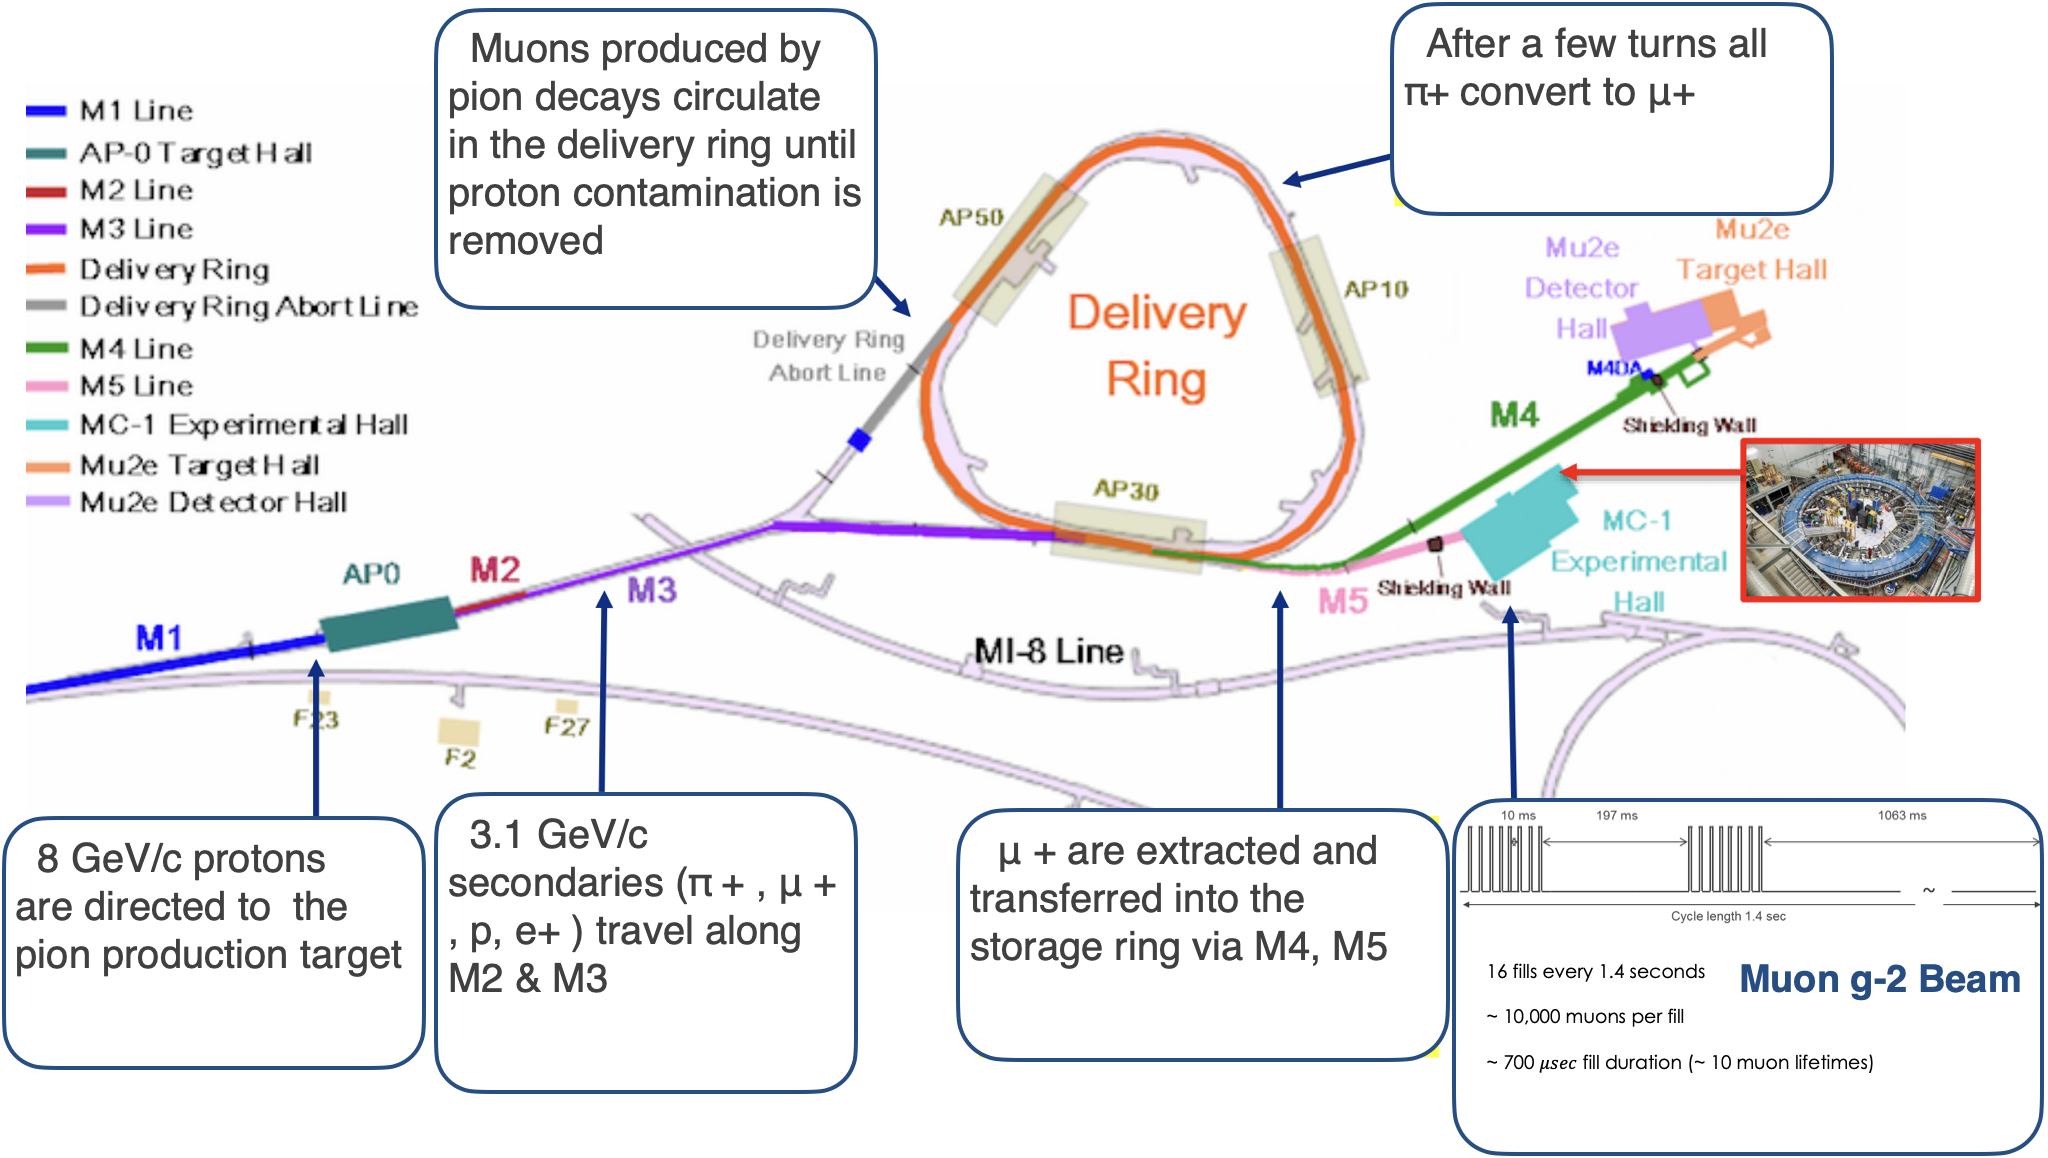 Muons produced by
pion decays circulate
in the delivery ring until
proton contamination is
removed
After a few turns all
π+ convert to μ+
M1 Line
AP-0 Target Hall
M2 Line
M3 Line
Delivery Ring
Delivery Ring Abort Line
M4 Line
M5 Line
MC-1 Experimental Hall
Mu2e Target Hall
Mu2e Detector Hall
AP50
AP10
AP30
Delivery
Ring
Delivery Ring
Abort Line
Mu2e
Detector
Hall
Mu2e
Target Hall
M4DA
Shielding Wall
M4
MC-1
Experimental
Hall
Shielding Wall
M5
M3
M2
AP0
M1
MI-8 Line
F23
F2
F27
8 GeV/c protons
are directed to the
pion production target
3.1 GeV/c
secondaries (π + , μ +
, p, e+ ) travel along
M2 & M3
μ + are extracted and
transferred into the
storage ring via M4, M5
10 ms
197 ms
1063 ms
~
Cycle length 1.4 sec
16 fills every 1.4 seconds
Muon g-2 Beam
~ 10,000 muons per fill
~ 700 μsec fill duration (~ 10 muon lifetimes)